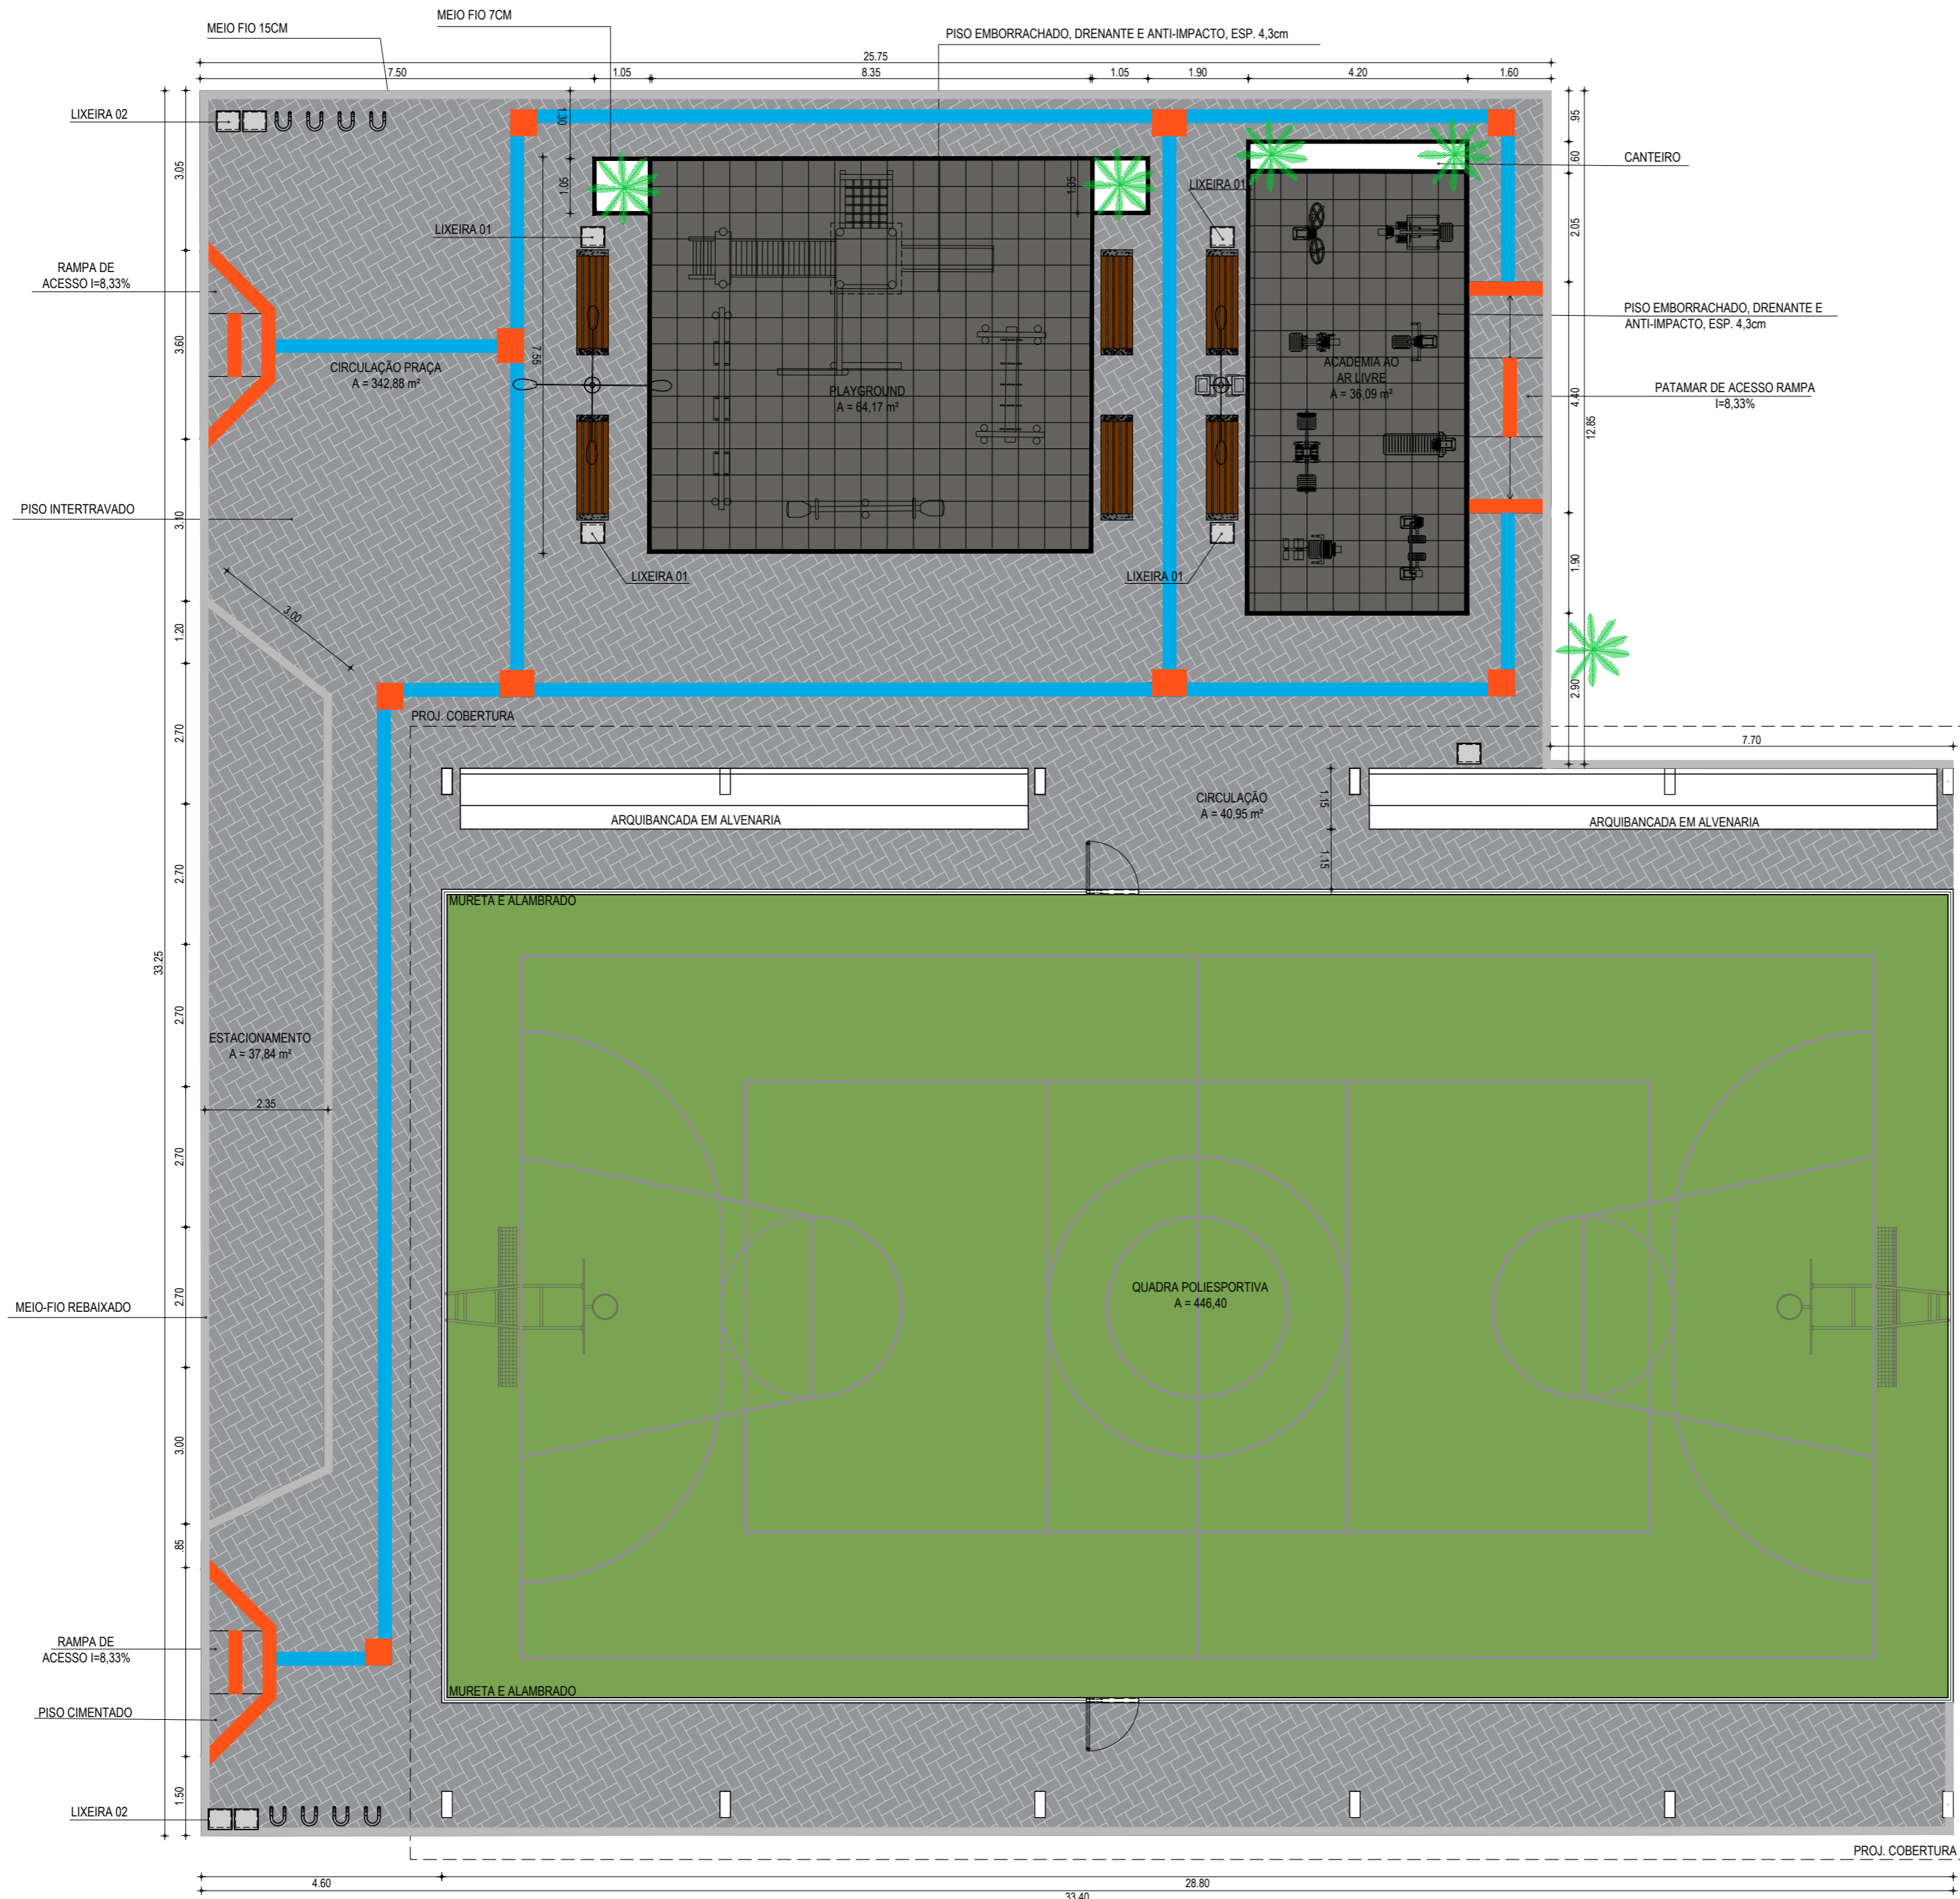 MEIO FIO 7CM
MEIO FIO 15CM
PISO EMBORRACHADO, DRENANTE E ANTI-IMPACTO, ESP. 4,3cm
25.75
7.50
1.05
8.35
1.05
1.90
4.20
1.60
LIXEIRA 02
1.30
.95
3.05
1.05
1.05
.60
CANTEIRO
LIXEIRA 01
LIXEIRA 01
2.05
RAMPA DE
ACESSO I=8,33%
PISO EMBORRACHADO, DRENANTE E
ANTI-IMPACTO, ESP. 4,3cm
3.60
7.55
CIRCULAÇÃO PRAÇA
A = 342,88 m²
PLAYGROUND
A = 64,17 m²
ACADEMIA AO
AR LIVRE
A = 36,09 m²
PATAMAR DE ACESSO RAMPA
I=8,33%
4.40
12.85
PISO INTERTRAVADO
3.10
1.90
LIXEIRA 01
LIXEIRA 01
3.00
1.20
2.90
2.70
PROJ. COBERTURA
7.70
CIRCULAÇÃO
A = 40,95 m²
1.15
ARQUIBANCADA EM ALVENARIA
ARQUIBANCADA EM ALVENARIA
1.15
2.70
MURETA E ALAMBRADO
33.25
2.70
ESTACIONAMENTO
A = 37,84 m²
2.35
2.70
QUADRA POLIESPORTIVA
A = 446,40
2.70
MEIO-FIO REBAIXADO
3.00
.85
RAMPA DE
ACESSO I=8,33%
MURETA E ALAMBRADO
PISO CIMENTADO
1.50
LIXEIRA 02
PROJ. COBERTURA
4.60
28.80
33.40